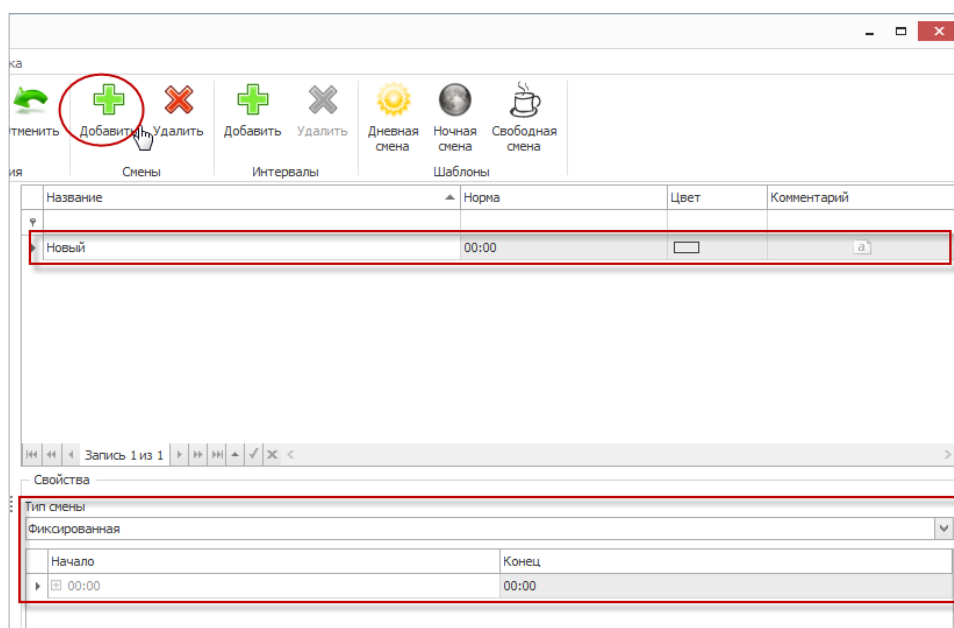 ка
тменить Добавить Удалить Добавить Удалить Дневная смена Ночная смена Свободная смена
ия Смены Интервалы Шаблоны
Название Норма Цвет Комментарий
Новый 00:00 a
Запись 1 из 1
Свойства
Тип смены
Фиксированная
Начало Конец
00:00 00:00